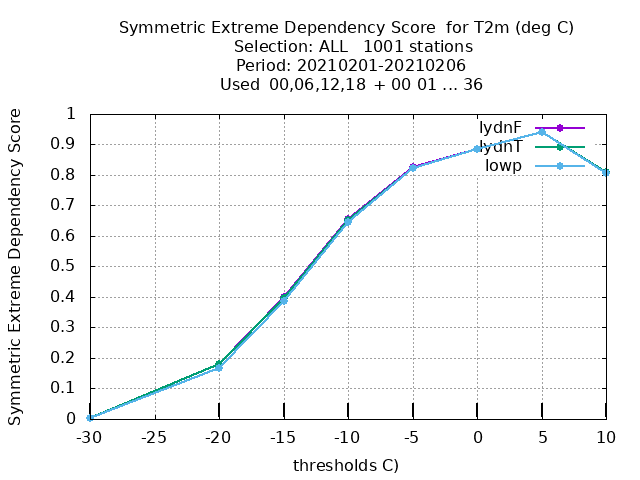 Symmetric Extreme Dependency Score for T2m (deg C)
Selection: ALL 1001 stations
Period: 20210201-20210206
Used 00,06,12,18 + 00 01 ... 36
Symmetric Extreme Dependency Score
1
0.9
0.8
0.7
0.6
0.5
0.4
0.3
0.2
0.1
0
lydnF
lydnT
lowp
-30 -25 -20 -15 -10 -5 0 5 10
thresholds C)